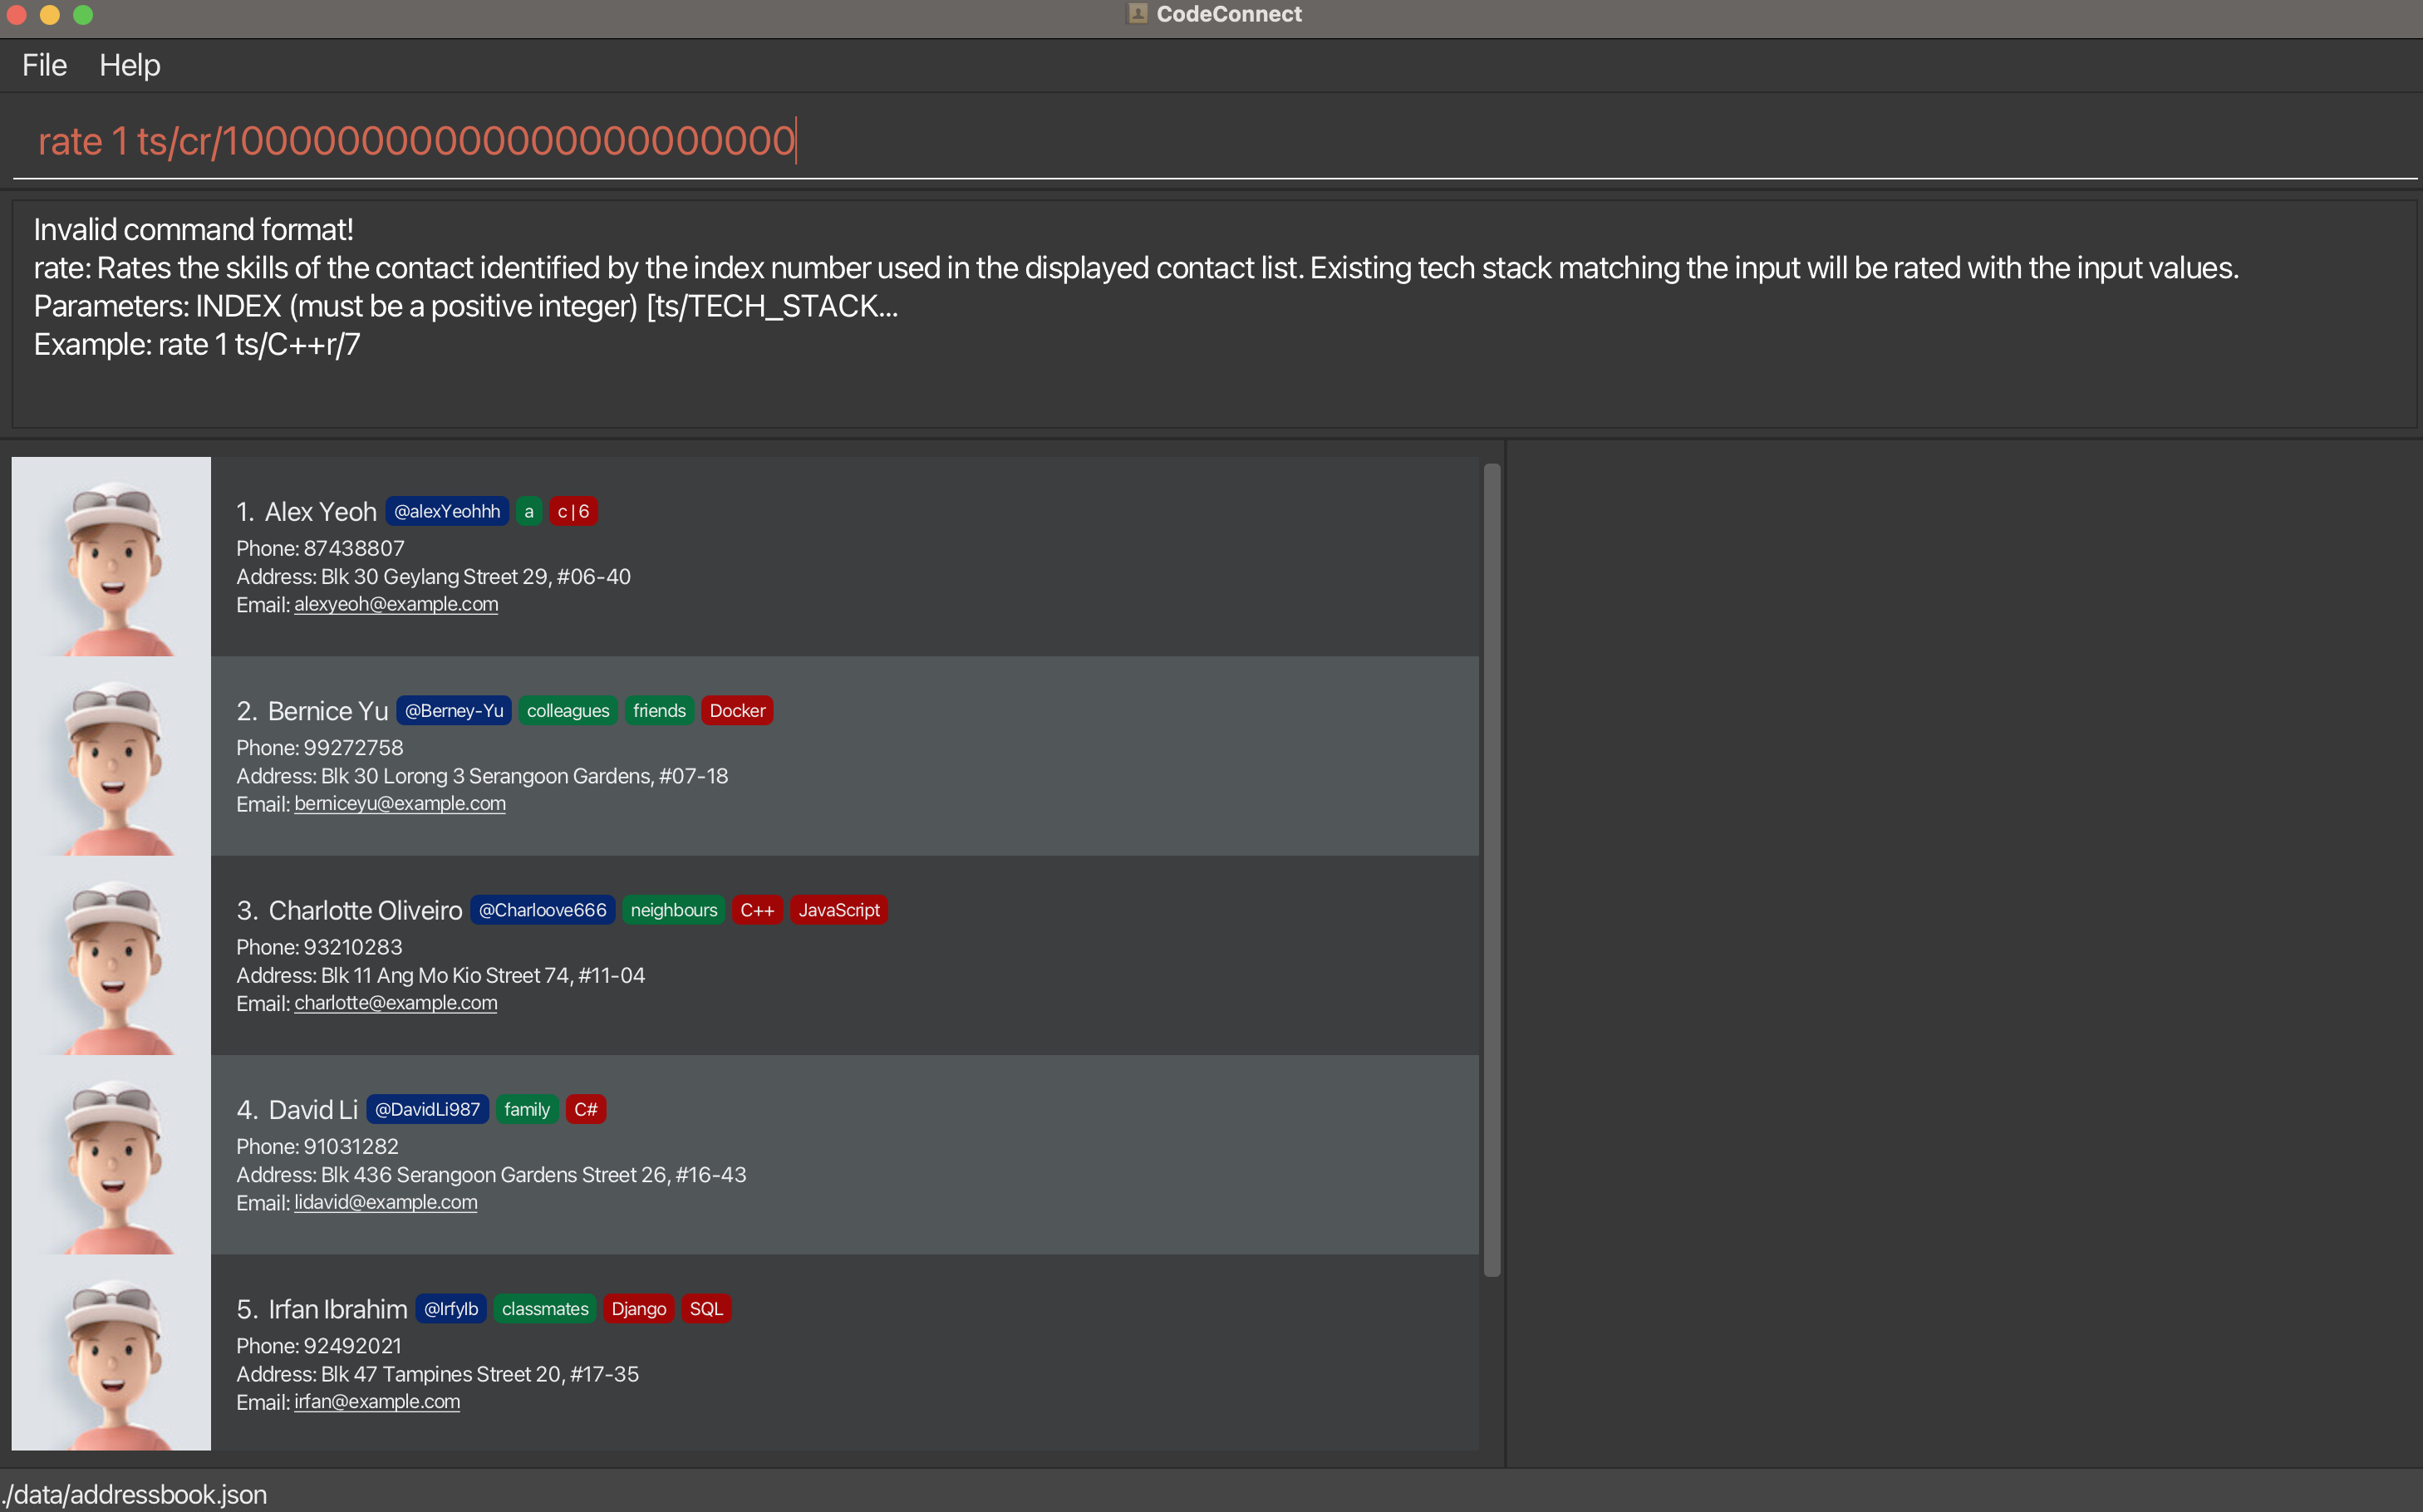 CodeConnect
File Help
rate 1 ts/cr/100000000000000000000000
Invalid command format!
rate: Rates the skills of the contact identified by the index number used in the displayed contact list. Existing tech stack matching the input will be rated with the input values.
Parameters: INDEX (must be a positive integer) [ts/TECH_STACK...
Example: rate 1 ts/C++r/7
1. Alex Yeoh @alexYeohhh a c | 6
Phone: 87438807
Address: Blk 30 Geylang Street 29, #06-40
Email: alexyeoh@example.com
2. Bernice Yu @Berney-Yu colleagues friends Docker
Phone: 99272758
Address: Blk 30 Lorong 3 Serangoon Gardens, #07-18
Email: berniceyu@example.com
3. Charlotte Oliveiro @Charloove666 neighbours C++ JavaScript
Phone: 93210283
Address: Blk 11 Ang Mo Kio Street 74, #11-04
Email: charlotte@example.com
4. David Li @DavidLi987 family C#
Phone: 91031282
Address: Blk 436 Serangoon Gardens Street 26, #16-43
Email: lidavid@example.com
5. Irfan Ibrahim @IrfyIb classmates Django SQL
Phone: 92492021
Address: Blk 47 Tampines Street 20, #17-35
Email: irfan@example.com
./data/addressbook.json